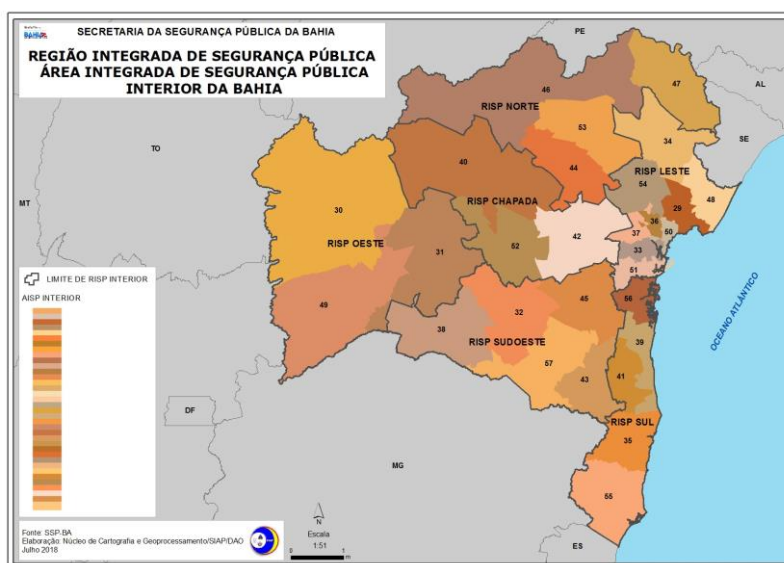 SECRETARIA DA SEGURANÇA PÚBLICA DA BAHIA
REGIÃO INTEGRADA DE SEGURANÇA PÚBLICA
ÁREA INTEGRADA DE SEGURANÇA PÚBLICA
INTERIOR DA BAHIA
PE
AL
SE
TO
MT
DF
MG
ES
46
47
RISP NORTE
53
34
40
44
RISP LESTE
54
30
RISP CHAPADA
29
48
36
37
50
42
33
RISP OESTE
52
31
51
49
45
56
32
38
RISP SUDOESTE
39
57
43
41
RISP SUL
35
55
OCEANO ATLÂNTICO
LIMITE DE RISP INTERIOR
AISP INTERIOR
N
Escala
1:51
0
1
m
Fonte: SSP-BA
Elaboração: Núcleo de Cartografia e Geoprocessamento/SIAP/DAO
Julho 2018